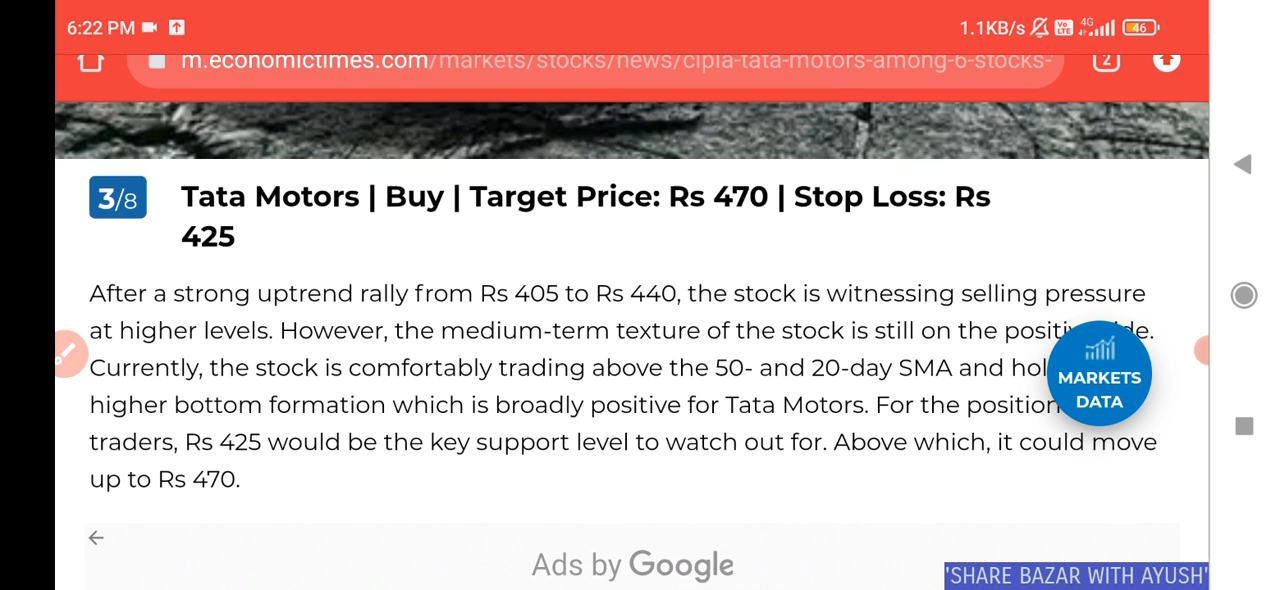 6:22 PM
1.1KB/s
Vo
LTE
4G
46
m.economictimes.com/markets/stocks/news/cipla-tata-motors-among-6-stocks-
2
3/8
Tata Motors | Buy | Target Price: Rs 470 | Stop Loss: Rs
425
After a strong uptrend rally from Rs 405 to Rs 440, the stock is witnessing selling pressure
at higher levels. However, the medium-term texture of the stock is still on the
Currently, the stock is comfortably trading above the 50- and 20-day SMA and
higher bottom formation which is broadly positive for Tata Motors. For the
traders, Rs 425 would be the key support level to watch out for. Above which, it could move
up to Rs 470.
MARKETS
DATA
Ads by Google
'SHARE BAZAR WITH AYUSH'